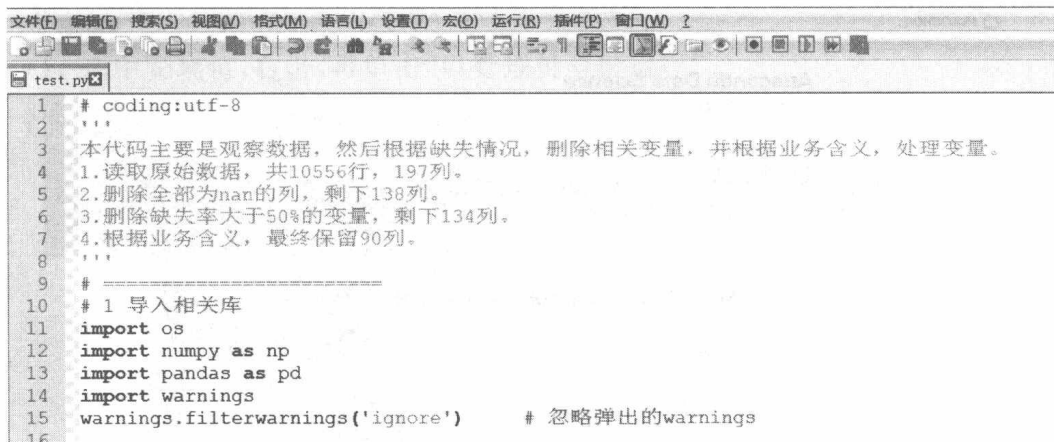 文件(F) 编辑(E) 搜索(S) 视图(V) 格式(M) 语言(L) 设置(T) 宏(O) 运行(R) 插件(P) 窗口(W) ?
test.py
1 # coding:utf-8
2 '''
3 本代码主要是观察数据，然后根据缺失情况，删除相关变量，并根据业务含义，处理变量。
4 1.读取原始数据，共10556行，197列。
5 2.删除全部为nan的列，剩下138列。
6 3.删除缺失率大于50%的变量，剩下134列。
7 4.根据业务含义，最终保留90列。
8 '''
9 # ========================
10 # 1 导入相关库
11 import os
12 import numpy as np
13 import pandas as pd
14 import warnings
15 warnings.filterwarnings('ignore') # 忽略弹出的warnings
16